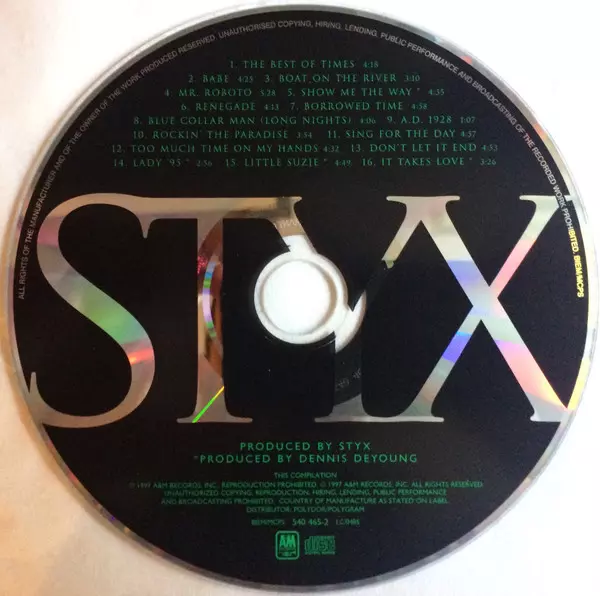 ALL RIGHTS OF THE MANUFACTURER AND OF THE OWNER OF THE WORK PRODUCED RESERVED. UNAUTHORISED COPYING, HIRING, LENDING, PUBLIC PERFORMANCE AND BROADCASTING OF THE RECORDED WORK PROHIBITED. BIEM/MCPS
1. THE BEST OF TIMES 4:18
2. BABE 4:25 3. BOAT ON THE RIVER 3:10
4. MR. ROBOTO 5:28 5. SHOW ME THE WAY * 4:35
6. RENEGADE 4:13 7. BORROWED TIME 4:58
8. BLUE COLLAR MAN (LONG NIGHTS) 4:06 9. A.D. 1928 1:07
10. ROCKIN' THE PARADISE 3:34 11. SING FOR THE DAY 4:57
12. TOO MUCH TIME ON MY HANDS 4:32 13. DON'T LET IT END 4:53
14. LADY '95 * 2:56 15. LITTLE SUZIE * 4:49 16. IT TAKES LOVE * 3:26
STYX
PRODUCED BY STYX
*PRODUCED BY DENNIS DEYOUNG
THIS COMPILATION
℗ 1997 A&M RECORDS, INC., REPRODUCTION PROHIBITED. © 1997 A&M RECORDS, INC. ALL RIGHTS RESERVED.
UNAUTHORIZED COPYING, REPRODUCTION, HIRING, LENDING, PUBLIC PERFORMANCE
AND BROADCASTING PROHIBITED. COUNTRY OF MANUFACTURE AS STATED ON LABEL.
DISTRIBUTOR: POLYDOR/POLYGRAM
BIEM/MCPS 540 465-2
AM
RECORDS
COMPACT
disc
DIGITAL AUDIO